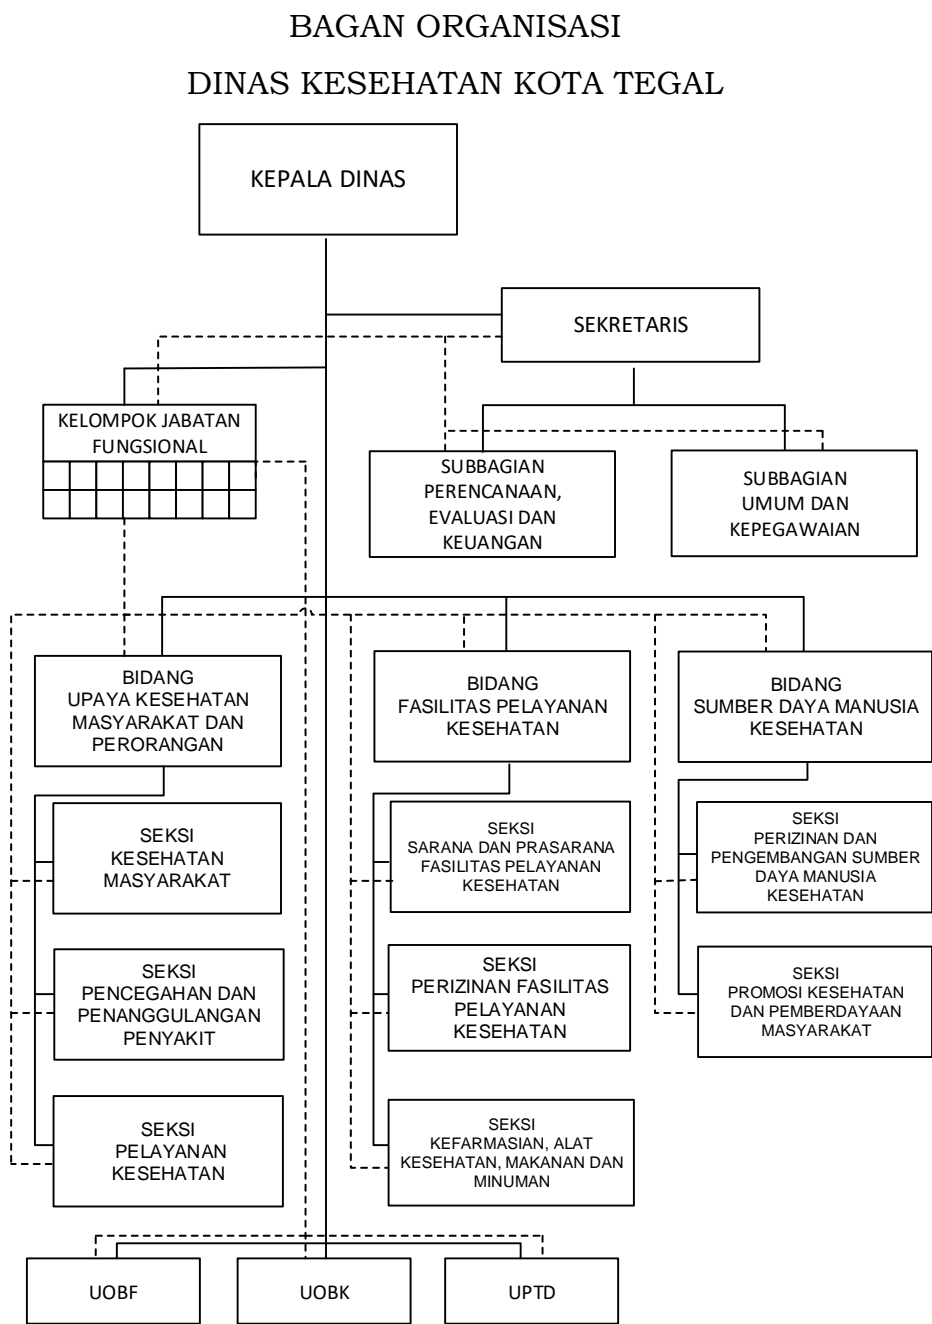 BAGAN ORGANISASI
DINAS KESEHATAN KOTA TEGAL
KEPALA DINAS
SEKRETARIS
KELOMPOK JABATAN
FUNGSIONAL
SUBBAGIAN
PERENCANAAN,
EVALUASI DAN
KEUANGAN
SUBBAGIAN
UMUM DAN
KEPEGAWAIAN
BIDANG
UPAYA KESEHATAN
MASYARAKAT DAN
PERORANGAN
BIDANG
FASILITAS PELAYANAN
KESEHATAN
BIDANG
SUMBER DAYA MANUSIA
KESEHATAN
SEKSI
KESEHATAN
MASYARAKAT
SEKSI
SARANA DAN PRASARANA
FASILITAS PELAYANAN
KESEHATAN
SEKSI
PERIZINAN DAN
PENGEMBANGAN SUMBER
DAYA MANUSIA
KESEHATAN
SEKSI
PENCEGAHAN DAN
PENANGGULANGAN
PENYAKIT
SEKSI
PERIZINAN FASILITAS
PELAYANAN
KESEHATAN
SEKSI
PROMOSI KESEHATAN
DAN PEMBERDAYAAN
MASYARAKAT
SEKSI
PELAYANAN
KESEHATAN
SEKSI
KEFARMASIAN, ALAT
KESEHATAN, MAKANAN DAN
MINUMAN
UOBF
UOBK
UPTD